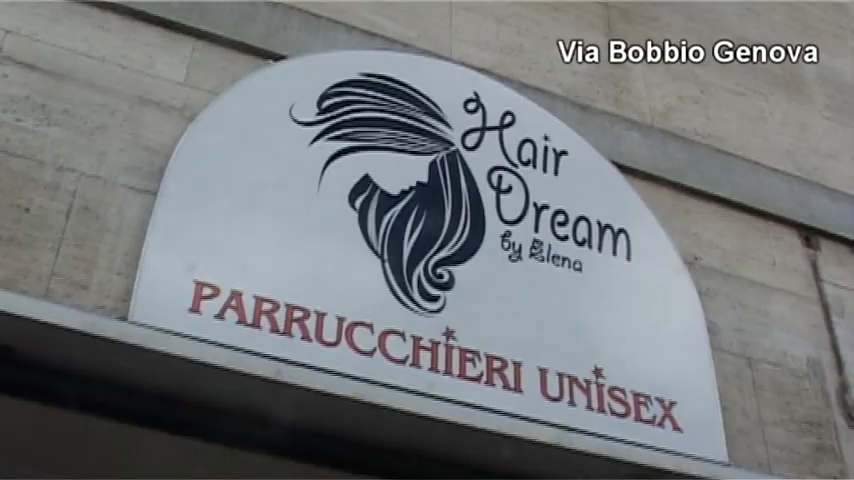 Via Bobbio Genova
Hair
Dream
by Elena
PARRUCCHIERI UNISEX